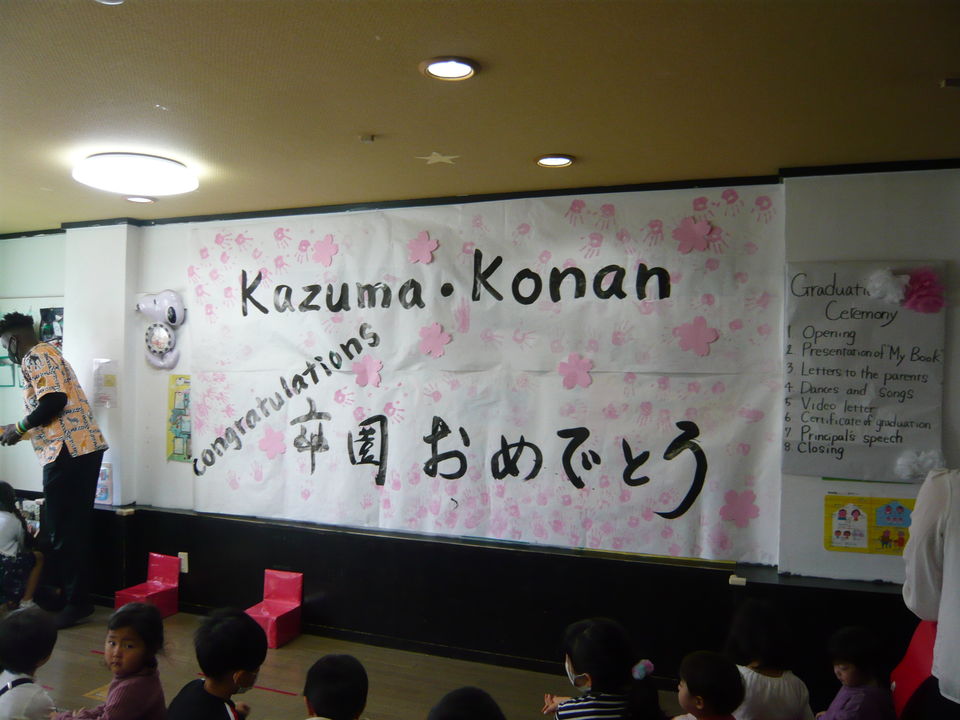 Kazuma・Konan
congratulations
卒園おめでとう
Graduati
Ceremony
1 Opening
2 Presentation of "My Book"
3 Letters to the parents
4 Dances and songs
5 Video letter
6 Certificate of graduation
7 Principal's speech
8 Closing